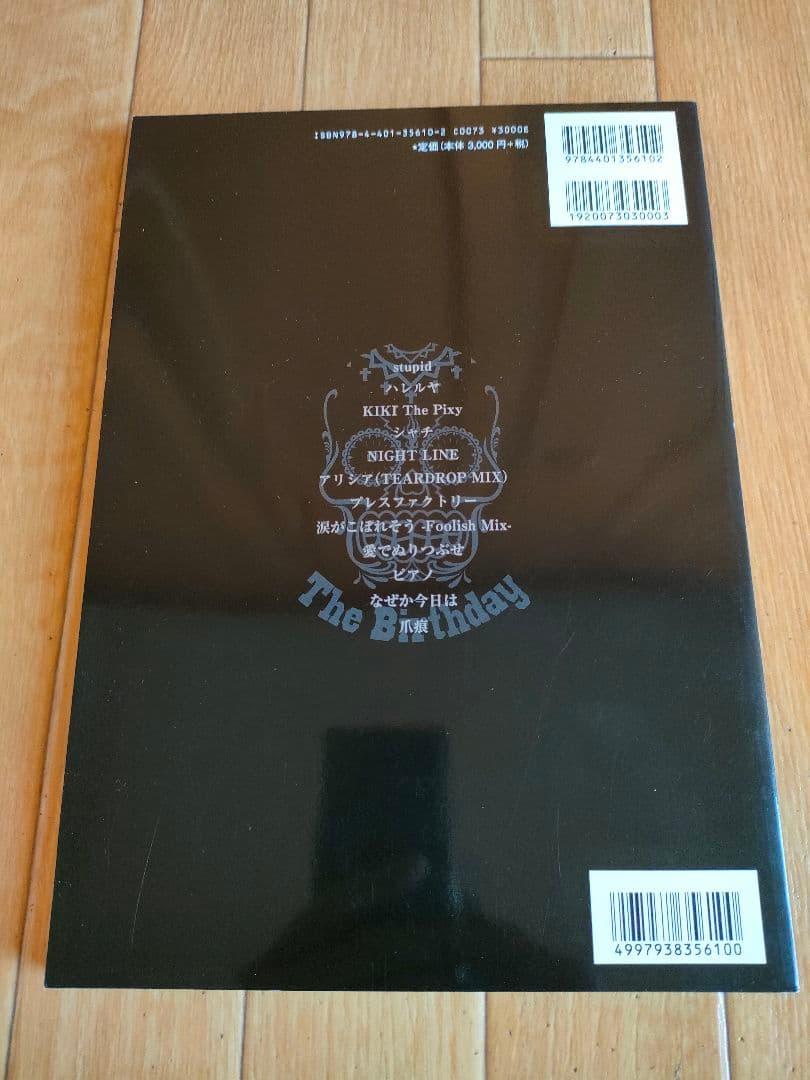 ISBN978-4-401-35610-2 C0073 ¥3000E
★定価(本体 3,000円+税)
9784401356102
1920073030003
stupid
ハレルヤ
KIKI The Pixy
シャチ
NIGHT LINE
アリシア(TEARDROP MIX)
プレスファクトリー
涙がこぼれそう -Foolish Mix-
愛でぬりつぶせ
ピアノ
なぜか今日は
爪痕
The Birthday
4997938356100